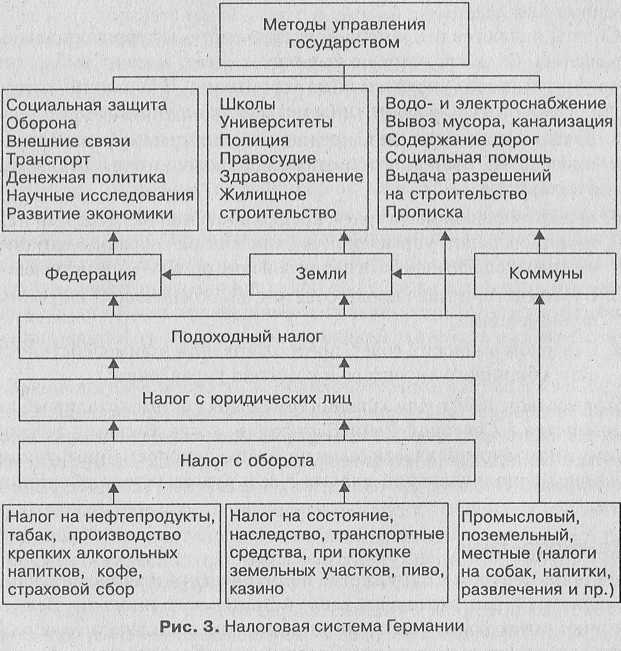 Методы управления
государством
Социальная защита
Оборона
Внешние связи
Транспорт
Денежная политика
Научные исследования
Развитие экономики
Школы
Университеты
Полиция
Правосудие
Здравоохранение
Жилищное
строительство
Водо- и электроснабжение
Вывоз мусора, канализация
Содержание дорог
Социальная помощь
Выдача разрешений
на строительство
Прописка
Федерация
Земли
Коммуны
Подоходный налог
Налог с юридических лиц
Налог с оборота
Налог на нефтепродукты,
табак, производство
крепких алкогольных
напитков, кофе,
страховой сбор
Налог на состояние,
наследство, транспортные
средства, при покупке
земельных участков, пиво,
казино
Промысловый,
поземельный,
местные (налоги
на собак, напитки,
развлечения и пр.)
Рис. 3. Налоговая система Германии